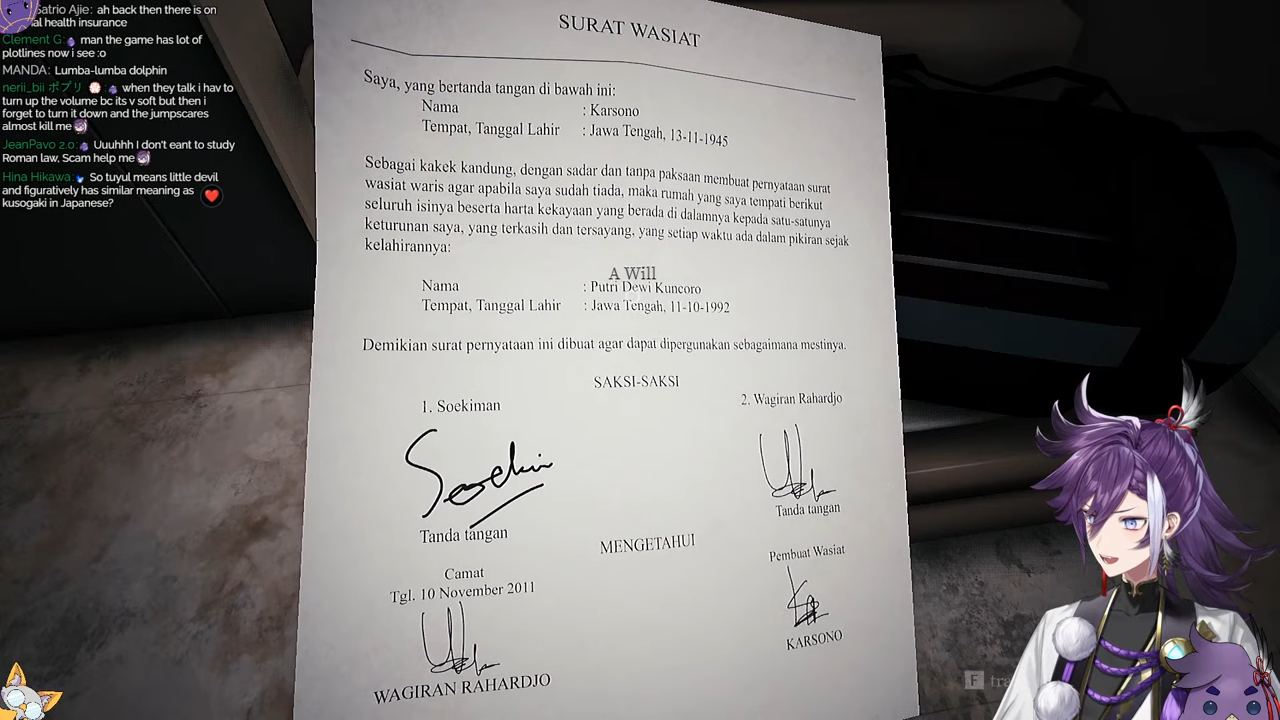 Satrio Ajie: ah back then there is on
al health insurance
Clement G: man the game has lot of
plotlines now i see :o
MANDA: Lumba-lumba dolphin
nerii_bii ポプリ : when they talk i hav to
turn up the volume bc its v soft but then i
forget to turn it down and the jumpscares
almost kill me
JeanPavo 2.0: Uuuhhh I don't eant to study
Roman law, Scam help me
Hina Hikawa: So tuyul means little devil
and figuratively has similar meaning as
kusogaki in Japanese?
SURAT WASIAT
Saya, yang bertanda tangan di bawah ini:
Nama : Karsono
Tempat, Tanggal Lahir : Jawa Tengah, 13-11-1945
Sebagai kakek kandung, dengan sadar dan tanpa paksaan membuat pernyataan surat
wasiat waris agar apabila saya sudah tiada, maka rumah yang saya tempati berikut
seluruh isinya beserta harta kekayaan yang berada di dalamnya kepada satu-satunya
keturunan saya, yang terkasih dan tersayang, yang setiap waktu ada dalam pikiran sejak
kelahirannya:
A Will
Nama : Putri Dewi Kuncoro
Tempat, Tanggal Lahir : Jawa Tengah, 11-10-1992
Demikian surat pernyataan ini dibuat agar dapat dipergunakan sebagaimana mestinya.
SAKSI-SAKSI
1. Soekiman
2. Wagiran Rahardjo
Tanda tangan
Tanda tangan
MENGETAHUI
Camat
Tgl. 10 November 2011
WAGIRAN RAHARDJO
Pembuat Wasiat
KARSONO
F